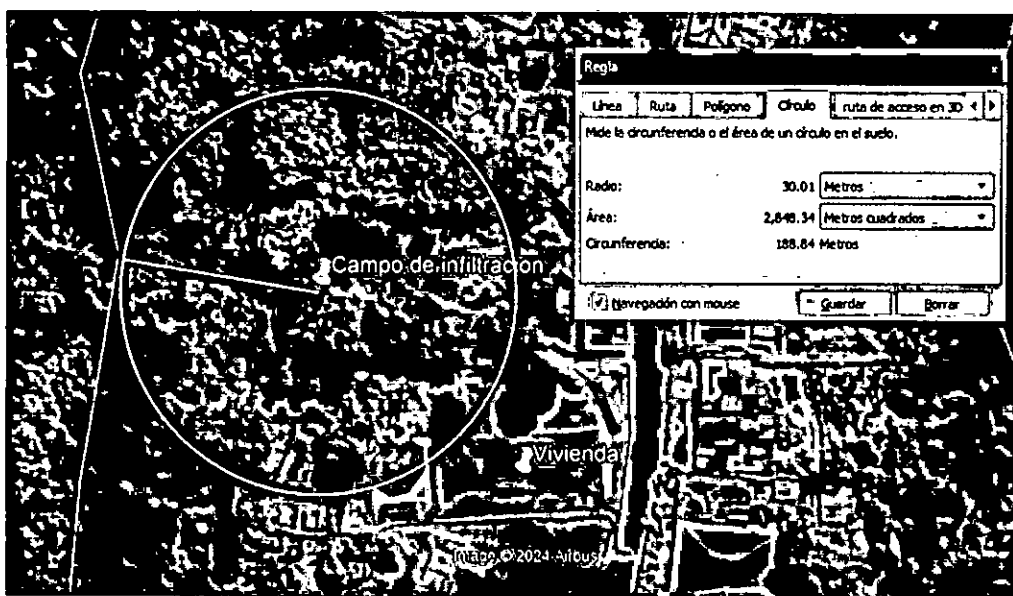 Regla
Línea Ruta Polígono Círculo ruta de acceso en 3D
Mide la circunferencia o el área de un círculo en el suelo.
Radio: 30.01 Metros
Área: 2,848.34 Metros cuadrados
Circunferencia: 188.84 Metros
Navegación con mouse Guardar Borrar
Campo de infiltración
Vivienda
Image © 2024 Airbus